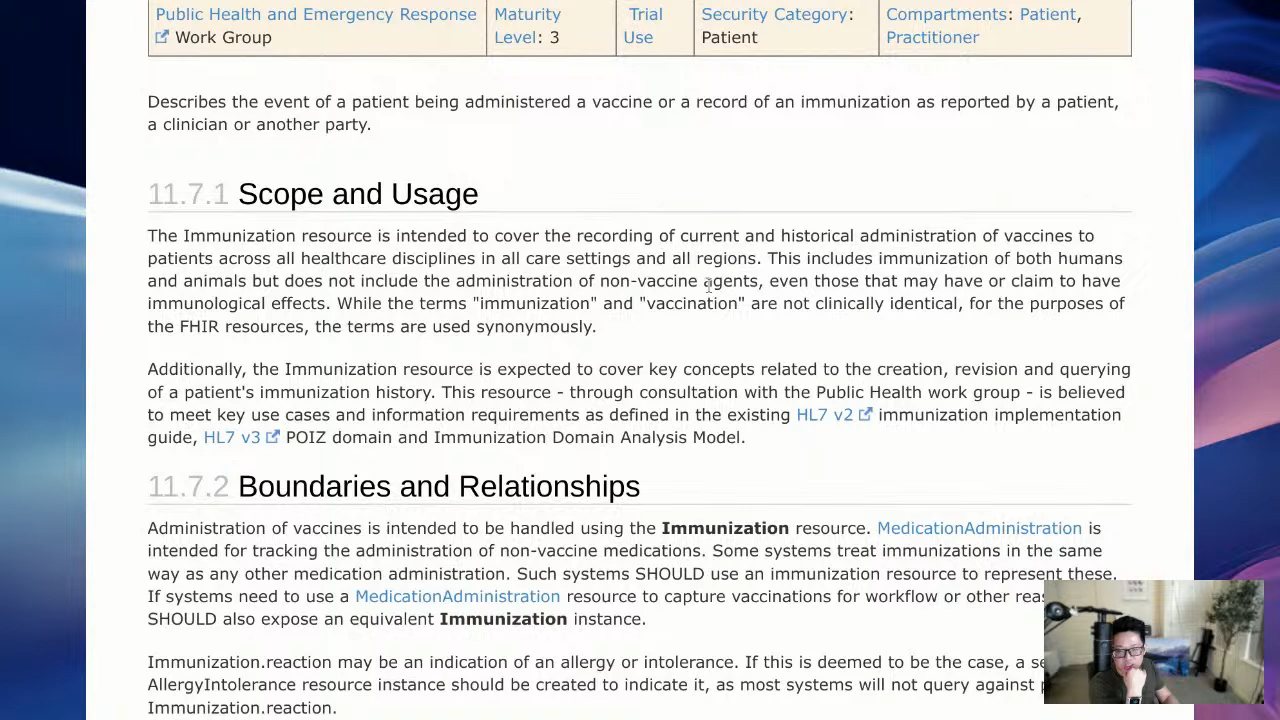 Public Health and Emergency Response Work Group
Maturity Level: 3
Trial Use
Security Category: Patient
Compartments: Patient, Practitioner
Describes the event of a patient being administered a vaccine or a record of an immunization as reported by a patient,
a clinician or another party.
11.7.1 Scope and Usage
The Immunization resource is intended to cover the recording of current and historical administration of vaccines to
patients across all healthcare disciplines in all care settings and all regions. This includes immunization of both humans
and animals but does not include the administration of non-vaccine agents, even those that may have or claim to have
immunological effects. While the terms "immunization" and "vaccination" are not clinically identical, for the purposes of
the FHIR resources, the terms are used synonymously.
Additionally, the Immunization resource is expected to cover key concepts related to the creation, revision and querying
of a patient's immunization history. This resource - through consultation with the Public Health work group - is believed
to meet key use cases and information requirements as defined in the existing HL7 v2 immunization implementation
guide, HL7 v3 POIZ domain and Immunization Domain Analysis Model.
11.7.2 Boundaries and Relationships
Administration of vaccines is intended to be handled using the Immunization resource. MedicationAdministration is
intended for tracking the administration of non-vaccine medications. Some systems treat immunizations in the same
way as any other medication administration. Such systems SHOULD use an immunization resource to represent these.
If systems need to use a MedicationAdministration resource to capture vaccinations for workflow or other
SHOULD also expose an equivalent Immunization instance.
Immunization.reaction may be an indication of an allergy or intolerance. If this is deemed to be the case, a
AllergyIntolerance resource instance should be created to indicate it, as most systems will not query against
Immunization.reaction.